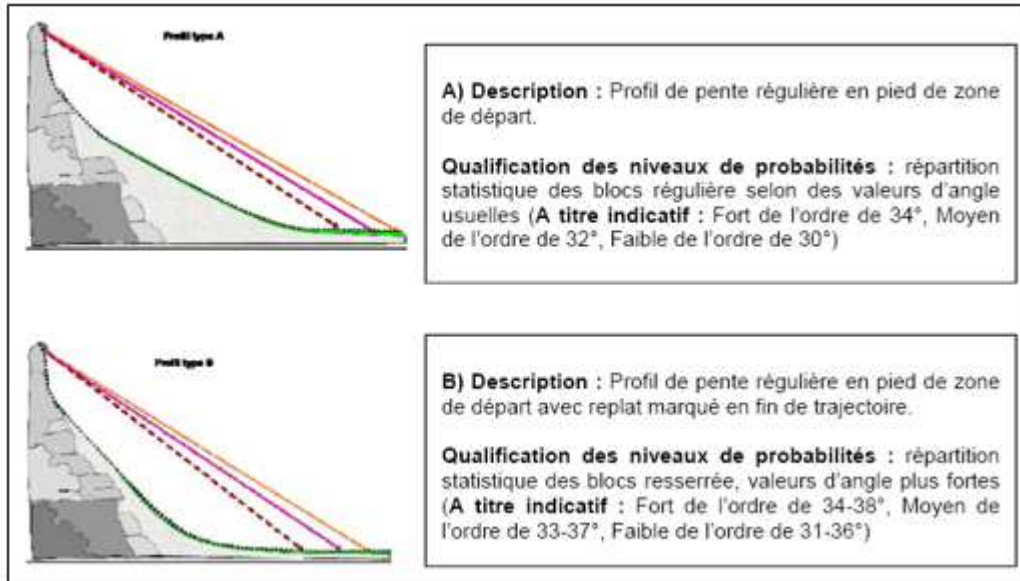 Profil type A
A) Description : Profil de pente régulière en pied de zone
de départ.
Qualification des niveaux de probabilités : répartition
statistique des blocs régulière selon des valeurs d'angle
usuelles (A titre indicatif : Fort de l'ordre de 34°, Moyen
de l'ordre de 32°, Faible de l'ordre de 30°)
Profil type B
B) Description : Profil de pente régulière en pied de zone
de départ avec replat marqué en fin de trajectoire.
Qualification des niveaux de probabilités : répartition
statistique des blocs resserrée, valeurs d'angle plus fortes
(A titre indicatif : Fort de l'ordre de 34-38°, Moyen de
l'ordre de 33-37°, Faible de l'ordre de 31-36°)